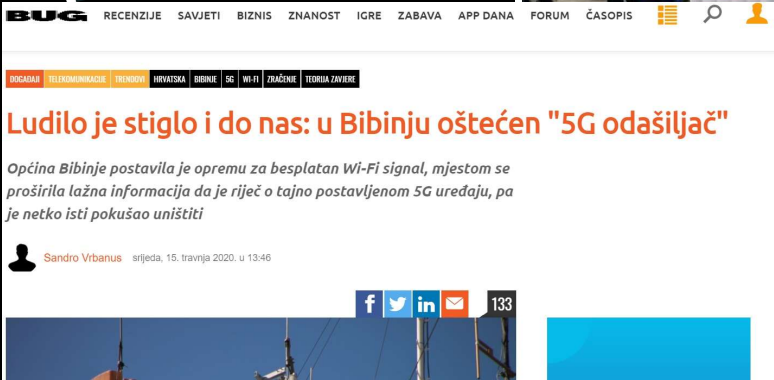 BUG RECENZIJE SAVJETI BIZNIS ZNANOST IGRE ZABAVA APP DANA FORUM ČASOPIS
DOGAĐAJI TELEKOMUNIKACIJE TRENDOVI HRVATSKA BIBINJE 5G WI-FI ZRAČENJE TEORIJA ZAVJERE
Ludilo je stiglo i do nas: u Bibinju oštećen "5G odašiljač"
Općina Bibinje postavila je opremu za besplatan Wi-Fi signal, mjestom se
proširila lažna informacija da je riječ o tajno postavljenom 5G uređaju, pa
je netko isti pokušao uništiti
Sandro Vrbanus srijeda, 15. travnja 2020. u 13:46
133